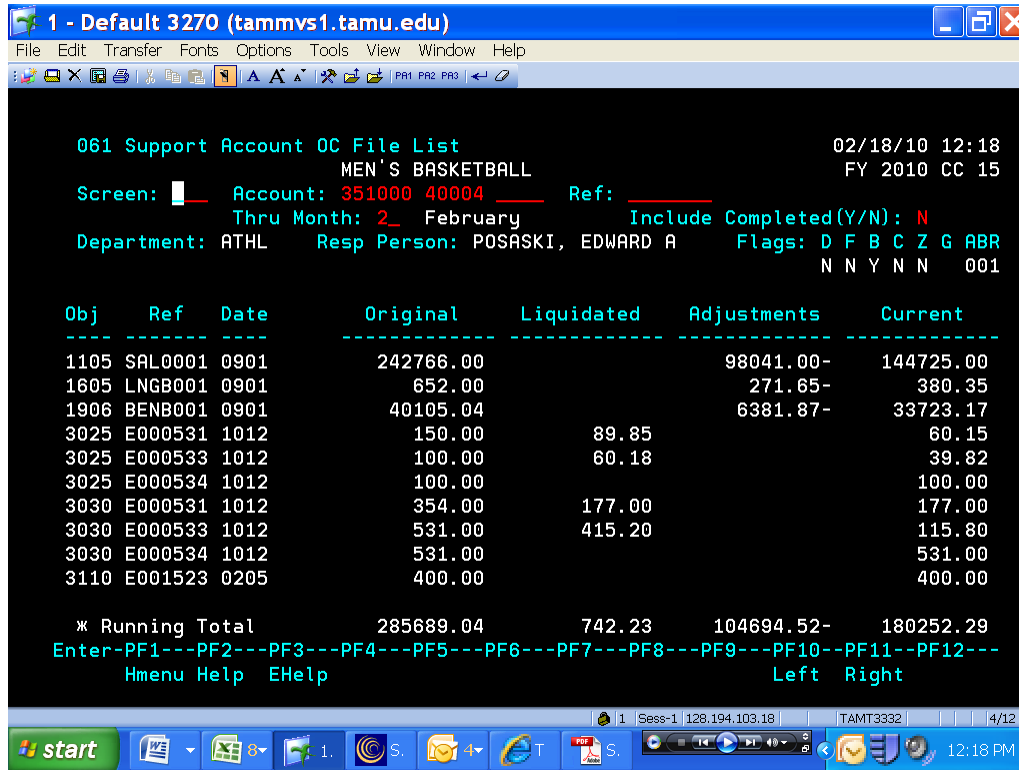 1 - Default 3270 (tammvs1.tamu.edu)
File Edit Transfer Fonts Options Tools View Window Help
A A A PA1 PA2 PA3
061 Support Account OC File List 02/18/10 12:18
MEN'S BASKETBALL FY 2010 CC 15
Screen: ____ Account: 351000 40004 ____ Ref: _______
Thru Month: 2_ February Include Completed(Y/N): N
Department: ATHL Resp Person: POSASKI, EDWARD A Flags: D F B C Z G ABR
N N Y N N 001
Obj Ref Date Original Liquidated Adjustments Current
---- ------- ---- ------------- ------------- ------------- -------------
1105 SAL0001 0901 242766.00 98041.00- 144725.00
1605 LNGB001 0901 652.00 271.65- 380.35
1906 BENB001 0901 40105.04 6381.87- 33723.17
3025 E000531 1012 150.00 89.85 60.15
3025 E000533 1012 100.00 60.18 39.82
3025 E000534 1012 100.00 100.00
3030 E000531 1012 354.00 177.00 177.00
3030 E000533 1012 531.00 415.20 115.80
3030 E000534 1012 531.00 531.00
3110 E001523 0205 400.00 400.00
* Running Total 285689.04 742.23 104694.52- 180252.29
Enter-PF1---PF2---PF3---PF4---PF5---PF6---PF7---PF8---PF9---PF10--PF11--PF12---
Hmenu Help EHelp Left Right
1 Sess-1 128.194.103.18 TAMT3332 4/12
start 8 1. S. 4 T PDF Adobe S. 12:18 PM